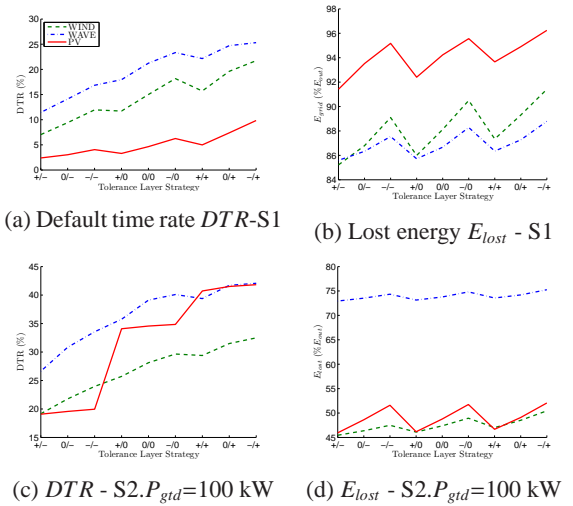 WIND
WAVE
PV
30
25
20
15
10
5
0
DTR (%)
+/− 0/− −/− +/0 0/0 −/0 +/+ 0/+ −/+
Tolerance Layer Strategy
(a) Default time rate DTR-S1
98
96
94
92
90
88
86
84
E_grid (%E_out)
+/− 0/− −/− +/0 0/0 −/0 +/+ 0/+ −/+
Tolerance Layer Strategy
(b) Lost energy E_lost - S1
45
40
35
30
25
20
15
DTR (%)
+/− 0/− −/− +/0 0/0 −/0 +/+ 0/+ −/+
Tolerance Layer Strategy
(c) DTR - S2.P_gtd=100 kW
80
75
70
65
60
55
50
45
E_lost (%E_out)
+/− 0/− −/− +/0 0/0 −/0 +/+ 0/+ −/+
Tolerance Layer Strategy
(d) E_lost - S2.P_gtd=100 kW